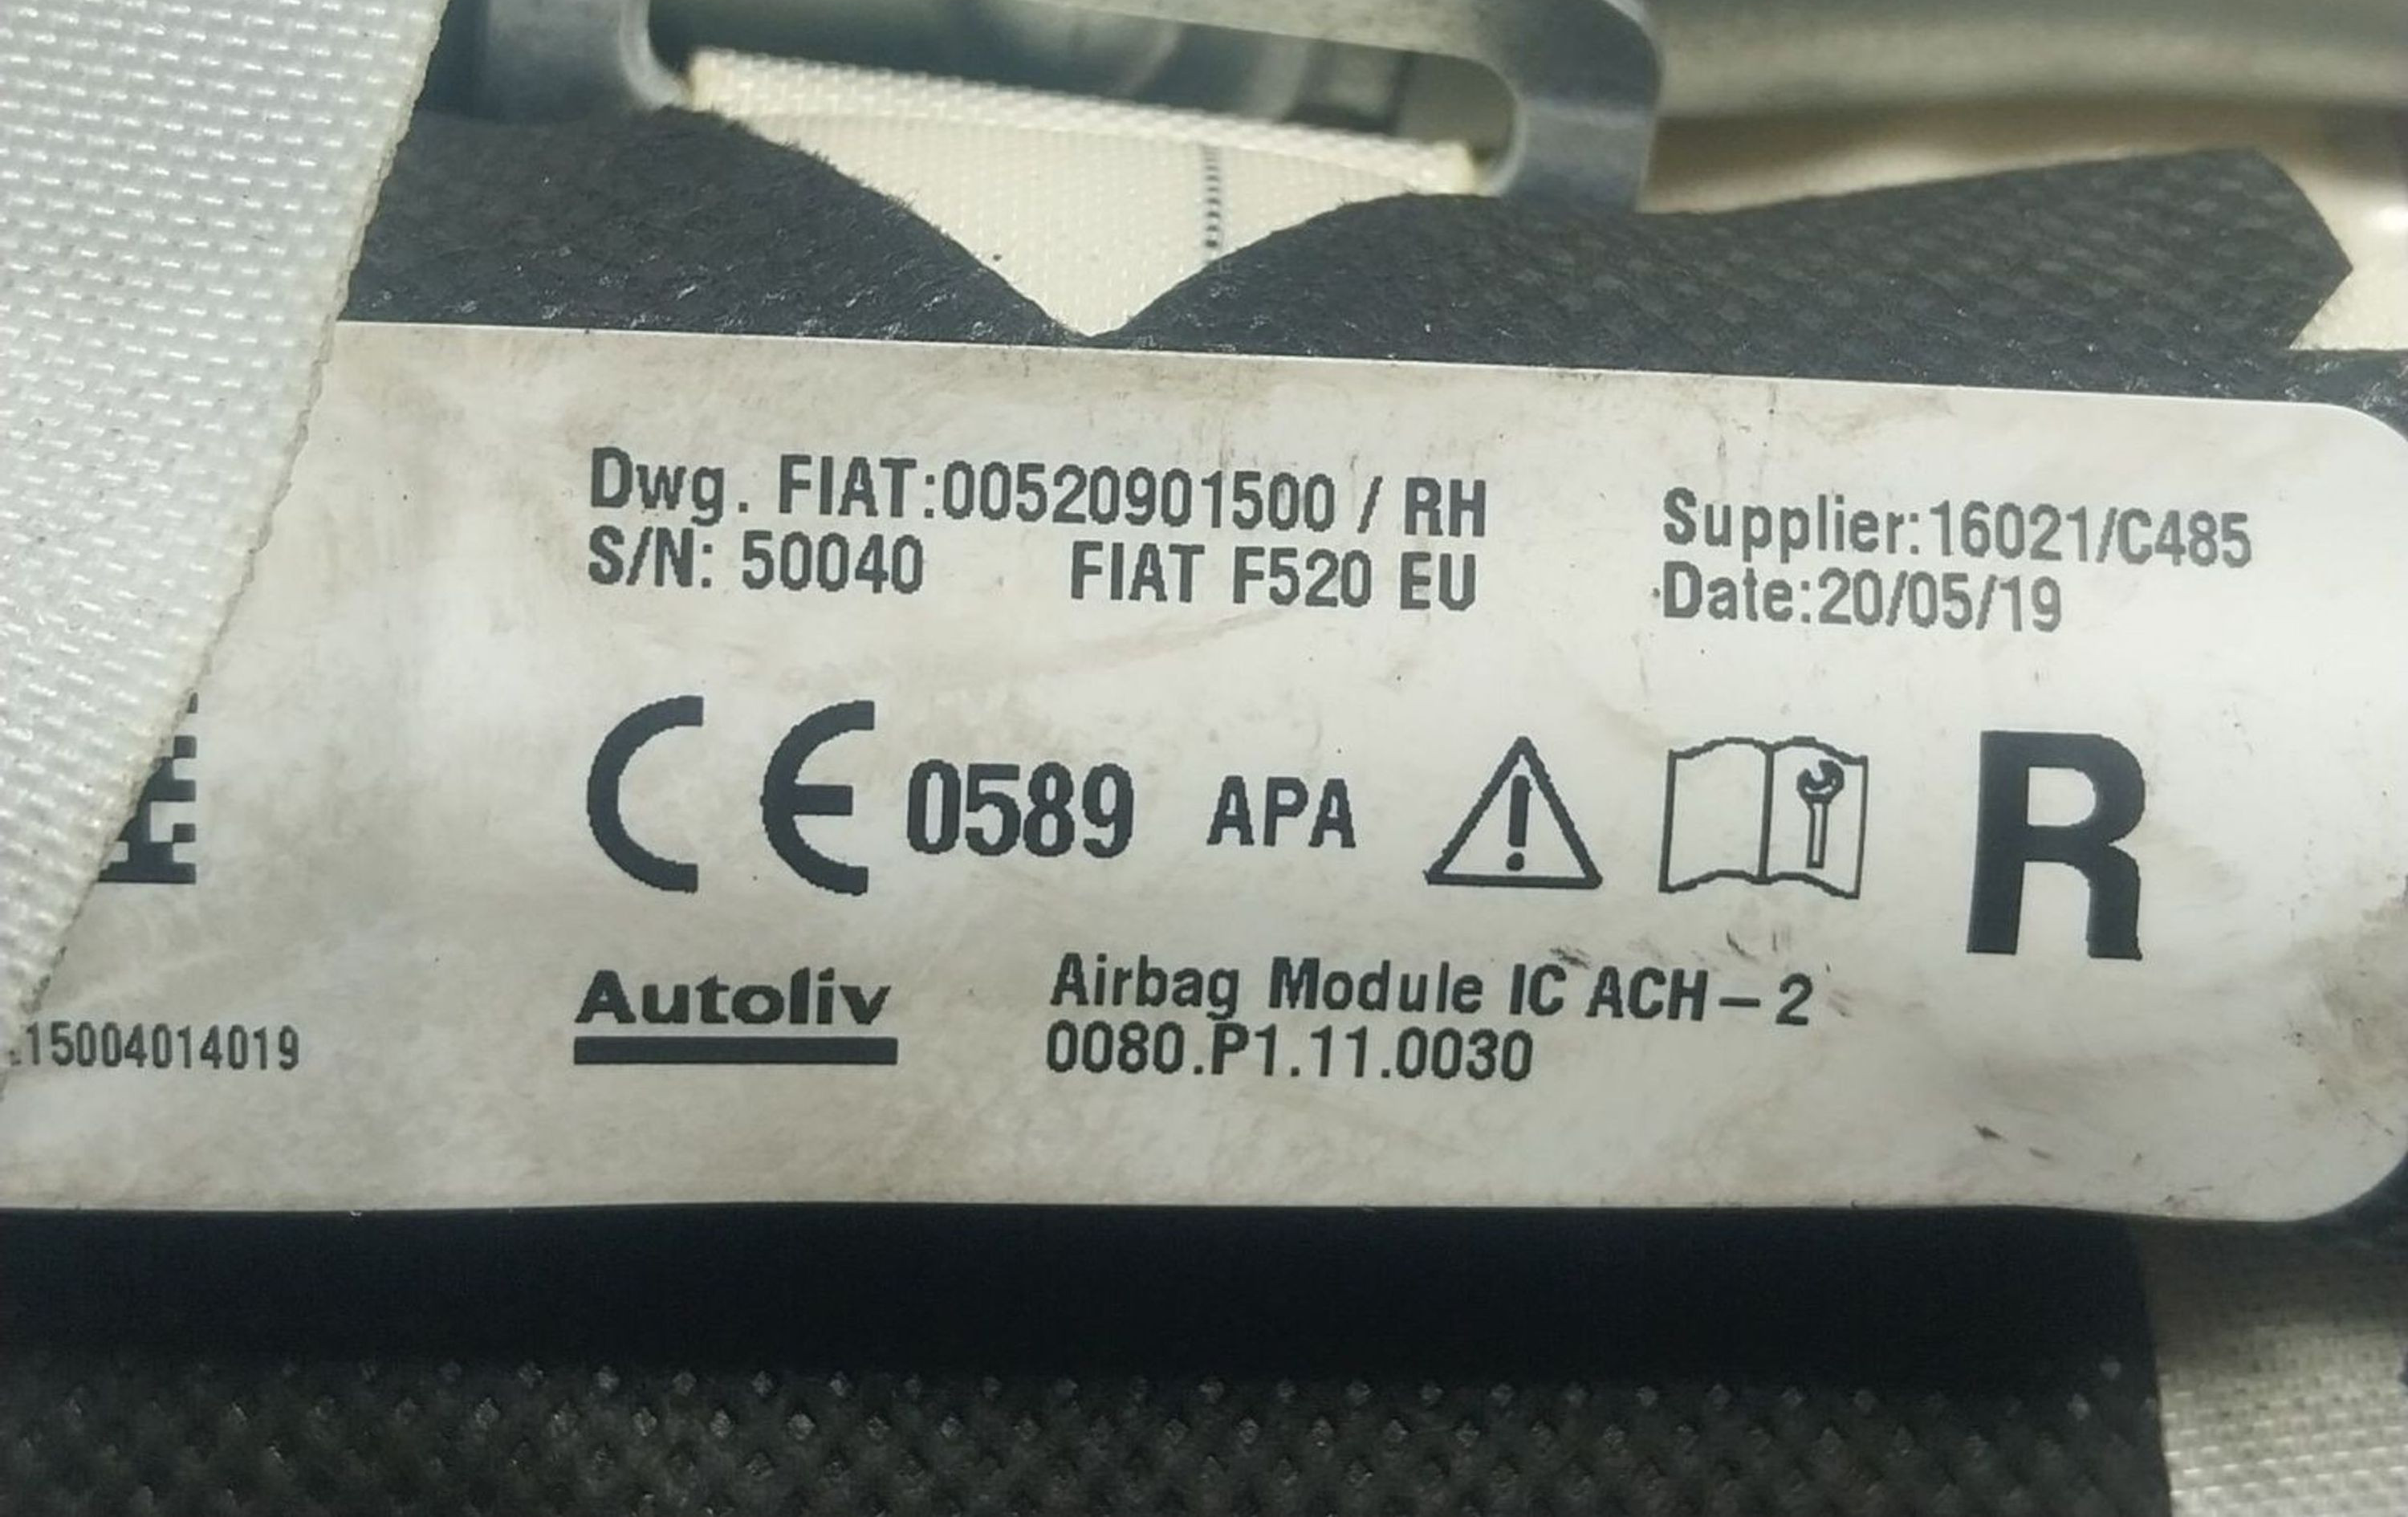 Dwg. FIAT:00520901500 / RH
S/N: 50040 FIAT F520 EU
Supplier:16021/C485
Date:20/05/19
CE 0589 APA
R
Autoliv
Airbag Module IC ACH-2
0080.P1.11.0030
15004014019